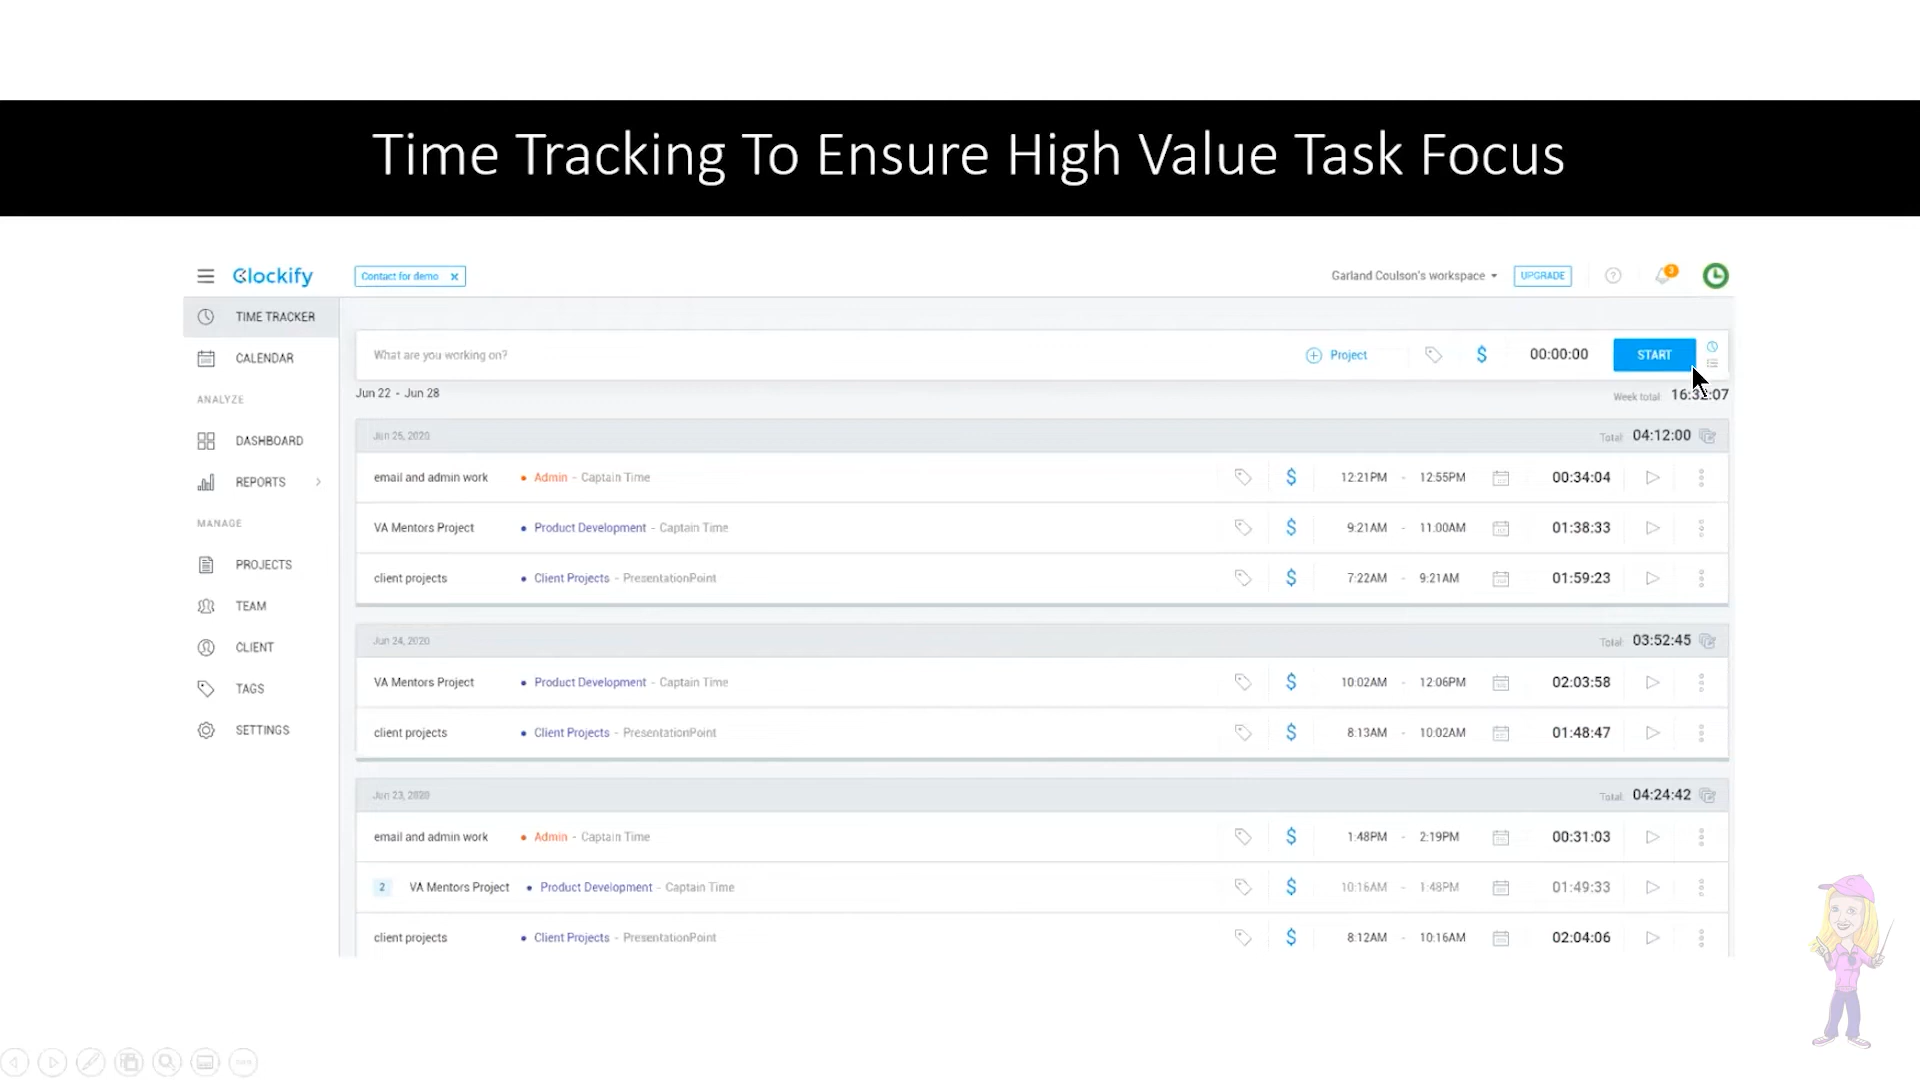 Time Tracking To Ensure High Value Task Focus
Clockify Contact for demo × Garland Coulson's workspace UPGRADE ? 3
TIME TRACKER
What are you working on? Project $ 00:00:00 START
CALENDAR
Jun 22 - Jun 28 Week total:
ANALYZE
Jun 25, 2020 Total: 04:12:00
DASHBOARD
email and admin work • Admin - Captain Time $ 12:21PM - 12:55PM 00:34:04
REPORTS
MANAGE
VA Mentors Project • Product Development - Captain Time $ 9:21AM - 11:00AM 01:38:33
PROJECTS
client projects • Client Projects - PresentationPoint $ 7:22AM - 9:21AM 01:59:23
TEAM
Jun 24, 2020 Total: 03:52:45
CLIENT
VA Mentors Project • Product Development - Captain Time $ 10:02AM - 12:06PM 02:03:58
TAGS
SETTINGS
client projects • Client Projects - PresentationPoint $ 8:13AM - 10:02AM 01:48:47
Jun 23, 2020 Total: 04:24:42
email and admin work • Admin - Captain Time $ 1:48PM - 2:19PM 00:31:03
2 VA Mentors Project • Product Development - Captain Time $ 10:16AM - 1:48PM 01:49:33
client projects • Client Projects - PresentationPoint $ 8:12AM - 10:16AM 02:04:06